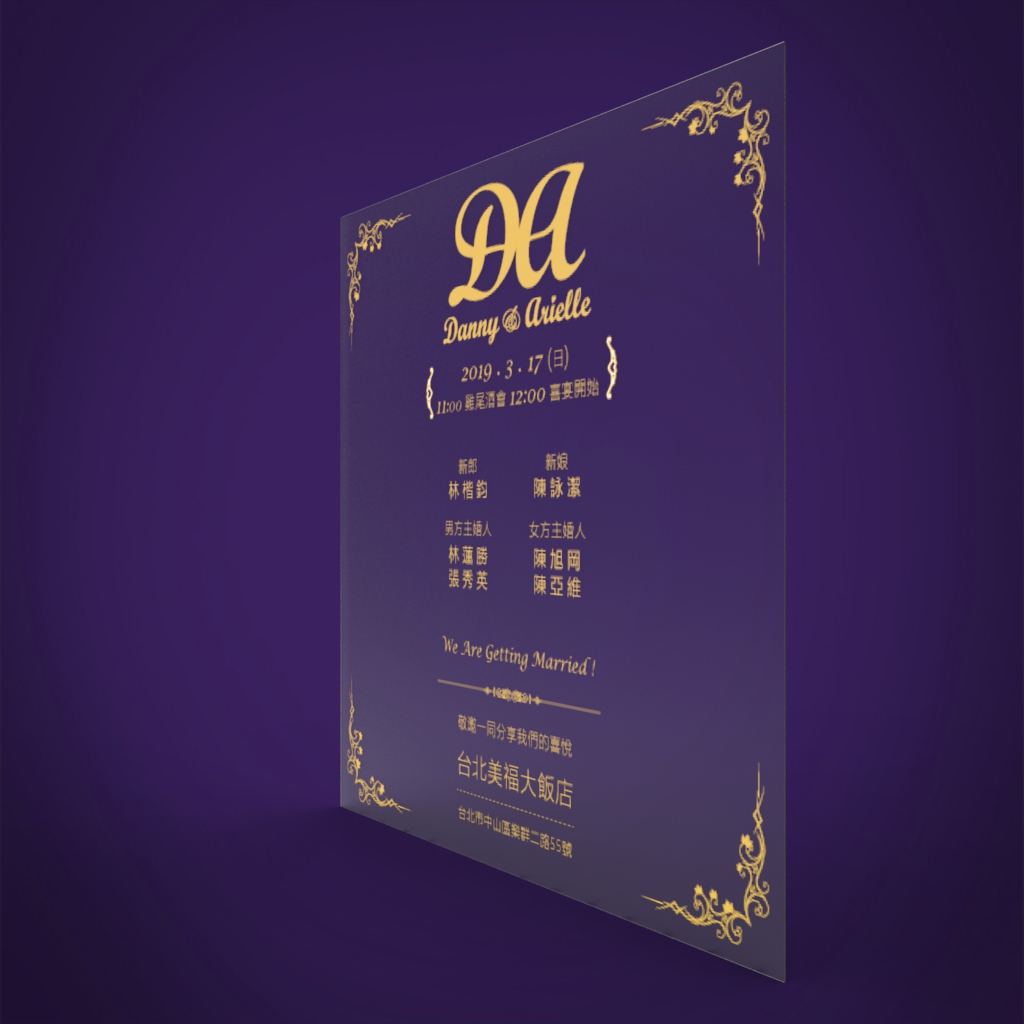 DA
Danny & Arielle
2019 . 3 . 17 (日)
11:00 雞尾酒會 12:00 喜宴開始
新郎 新娘
林楷鈞 陳詠潔
男方主婚人 女方主婚人
林蓮勝 陳旭岡
張秀英 陳亞維
We Are Getting Married !
敬邀一同分享我們的喜悅
台北美福大飯店
台北市中山區樂群二路55號